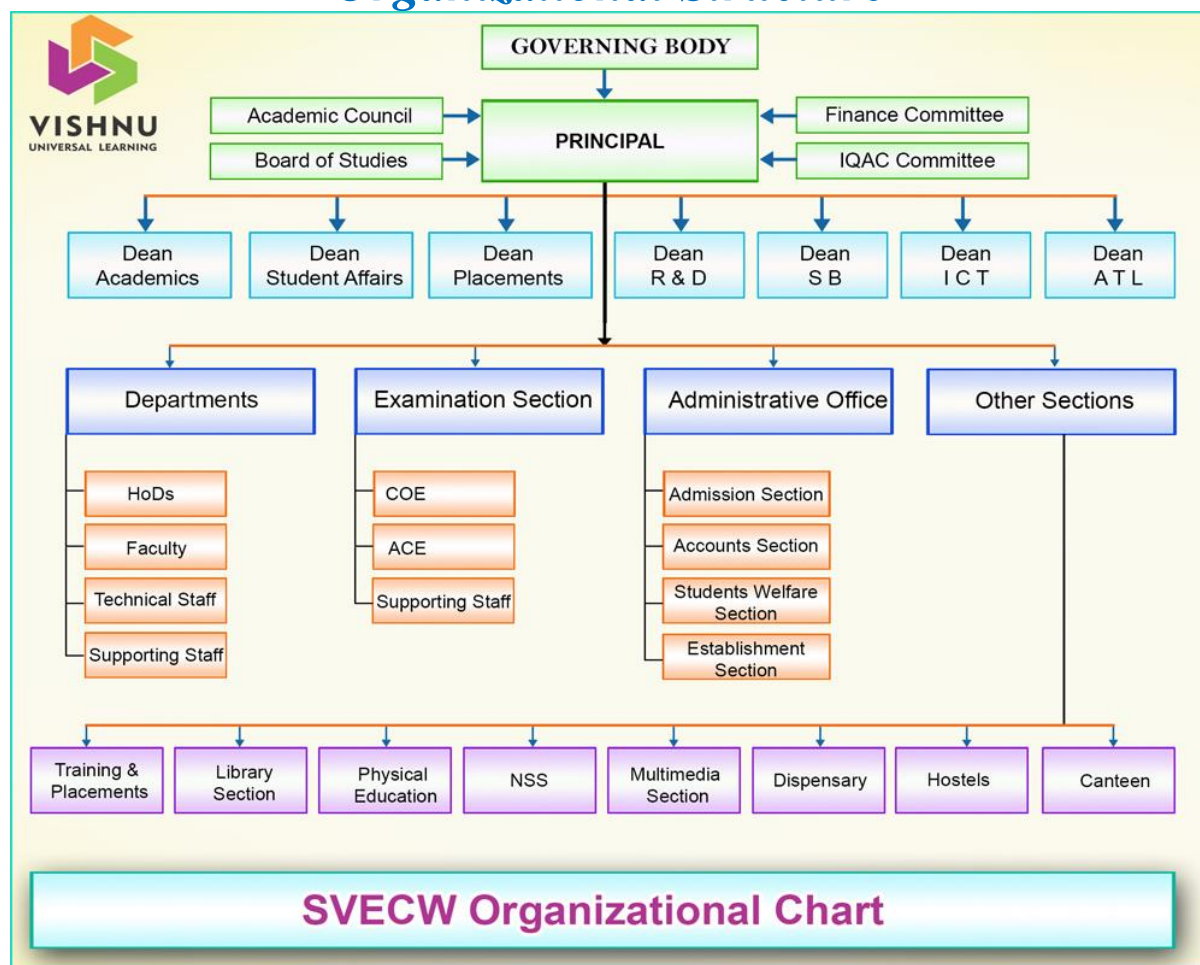 Organizational Structure
VISHNU
UNIVERSAL LEARNING
GOVERNING BODY
Academic Council
Board of Studies
PRINCIPAL
Finance Committee
IQAC Committee
Dean
Academics
Dean
Student Affairs
Dean
Placements
Dean
R & D
Dean
S B
Dean
I C T
Dean
A T L
Departments
Examination Section
Administrative Office
Other Sections
HoDs
Faculty
Technical Staff
Supporting Staff
COE
ACE
Supporting Staff
Admission Section
Accounts Section
Students Welfare
Section
Establishment
Section
Training &
Placements
Library
Section
Physical
Education
NSS
Multimedia
Section
Dispensary
Hostels
Canteen
SVECW Organizational Chart